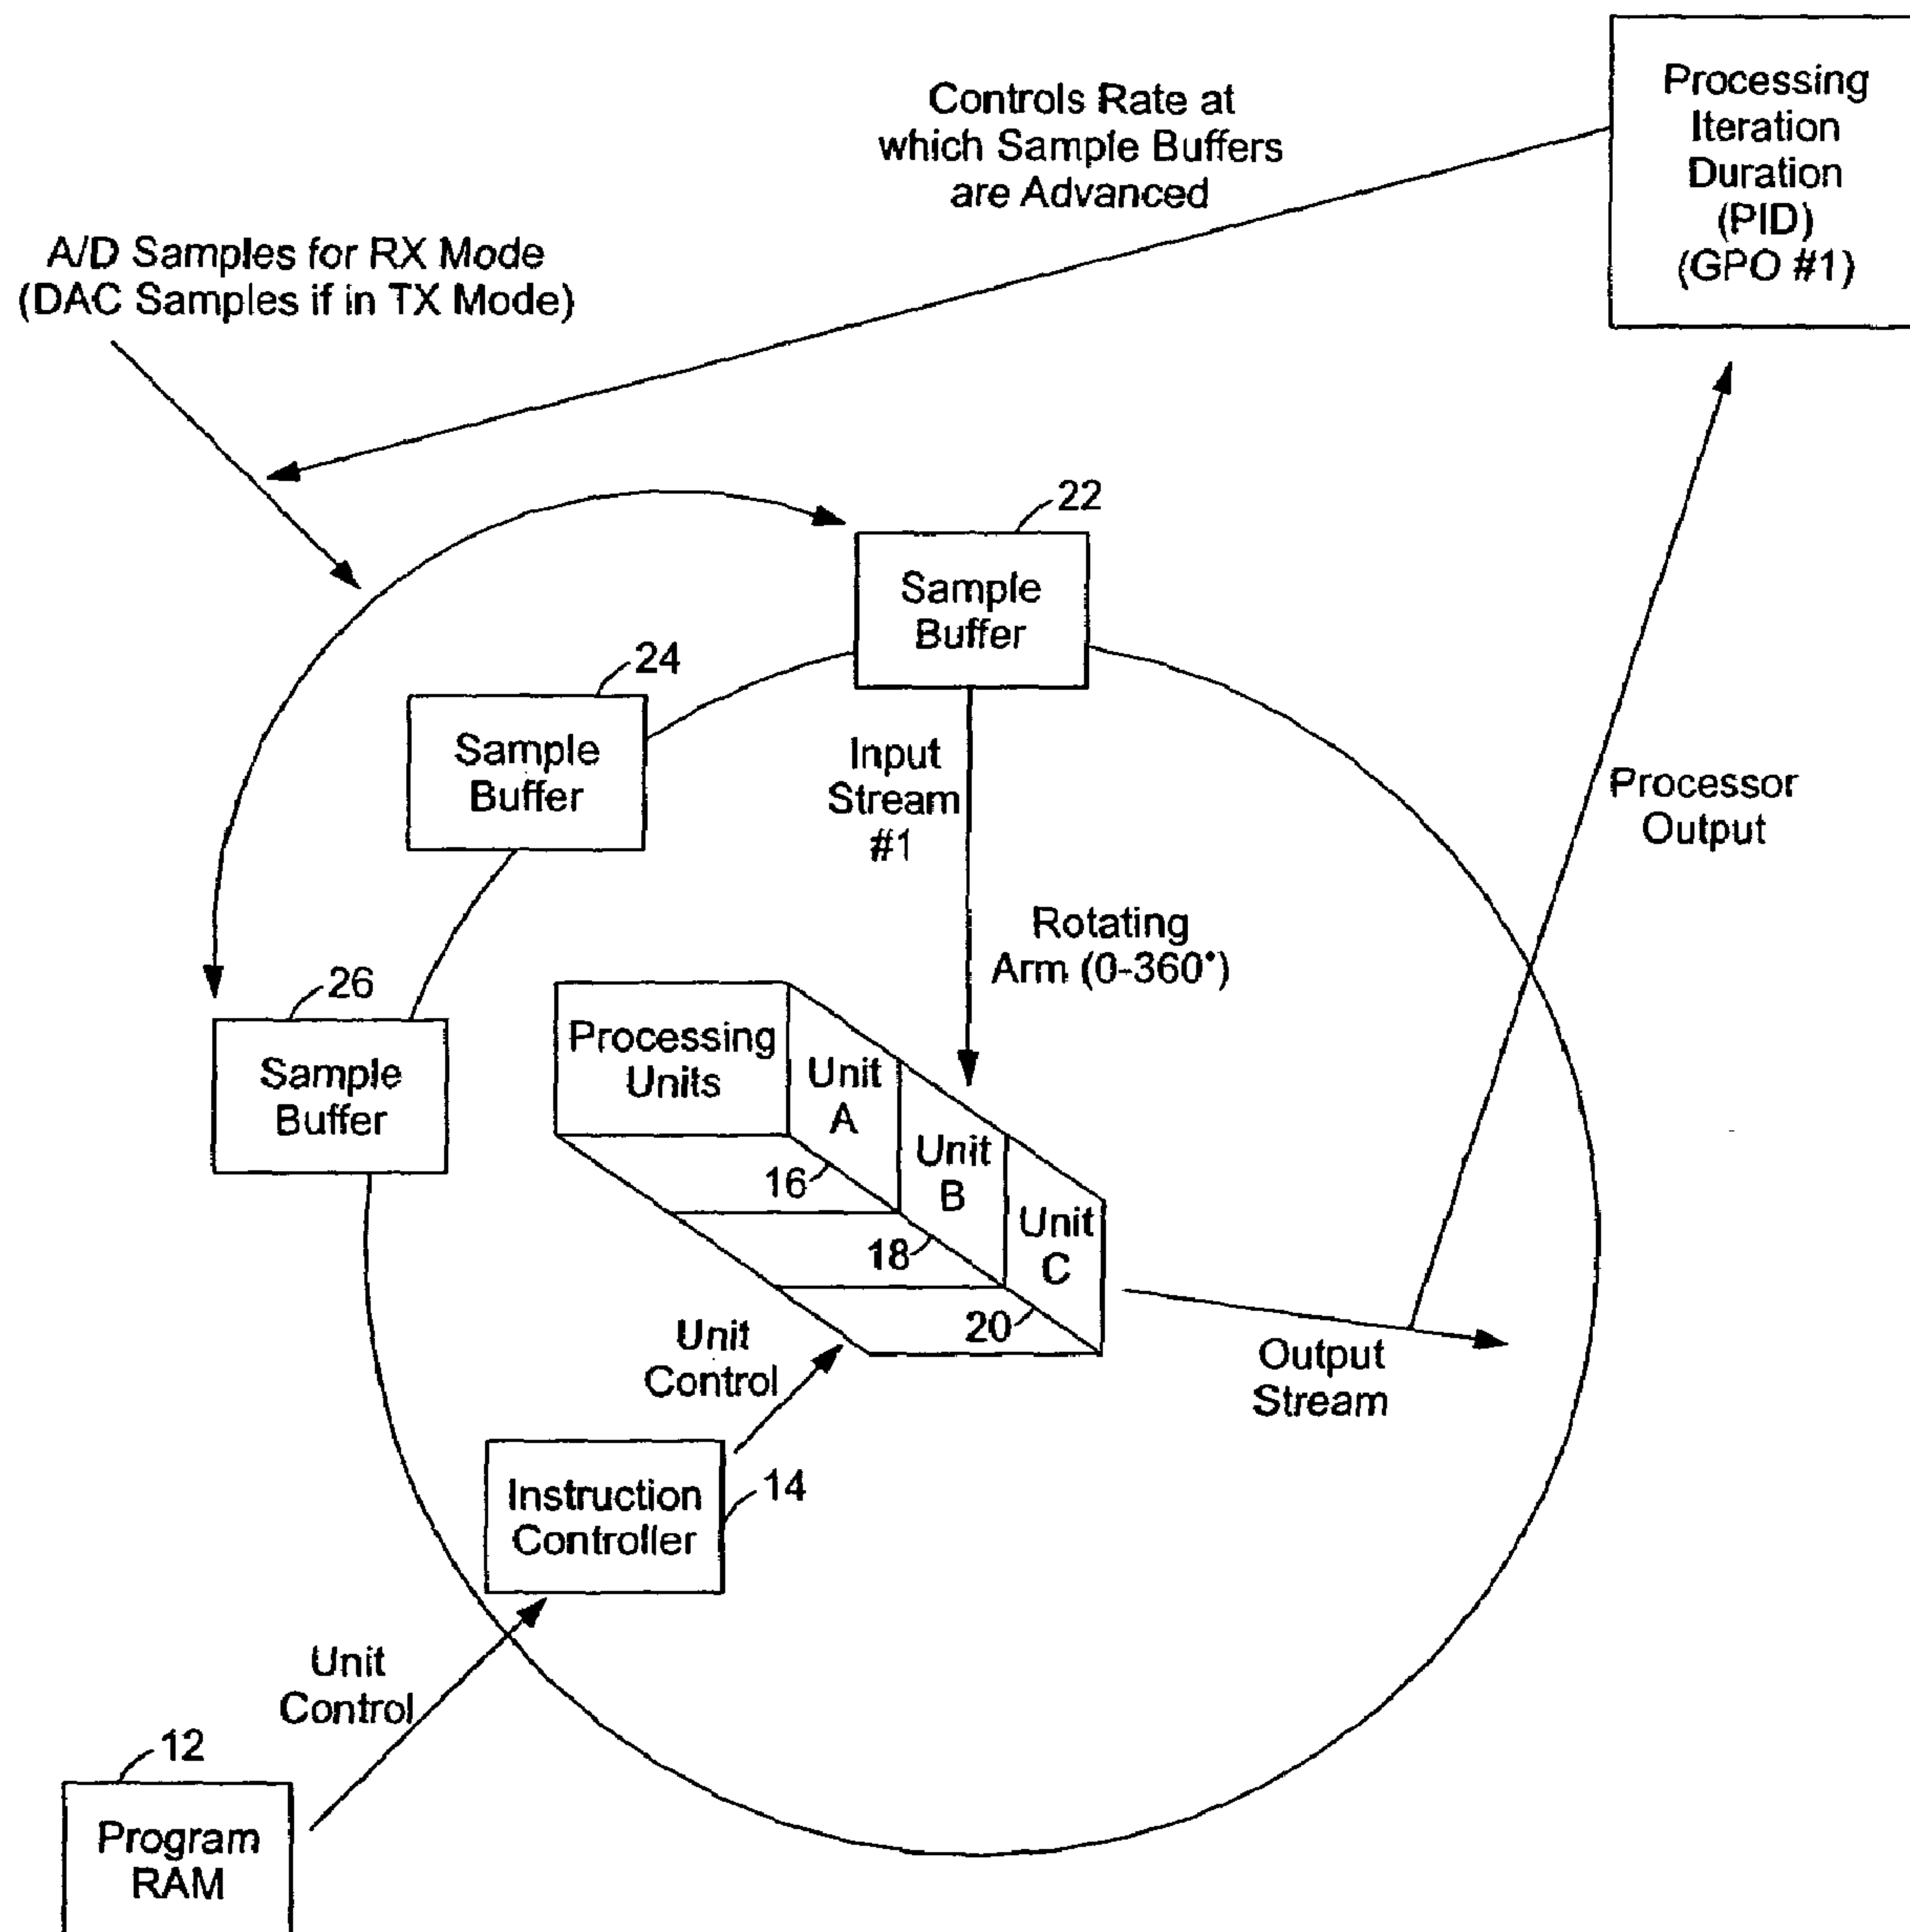 Processing
Iteration
Duration
(PID)
(GPO #1)
Controls Rate at
which Sample Buffers
are Advanced
A/D Samples for RX Mode
(DAC Samples if in TX Mode)
22
Sample
Buffer
24
Sample
Buffer
Input
Stream
#1
Processor
Output
Rotating
Arm (0-360°)
26
Sample
Buffer
Processing
Units
Unit
A
Unit
B
Unit
C
16
18
20
Unit
Control
Output
Stream
Instruction
Controller
14
Unit
Control
12
Program
RAM